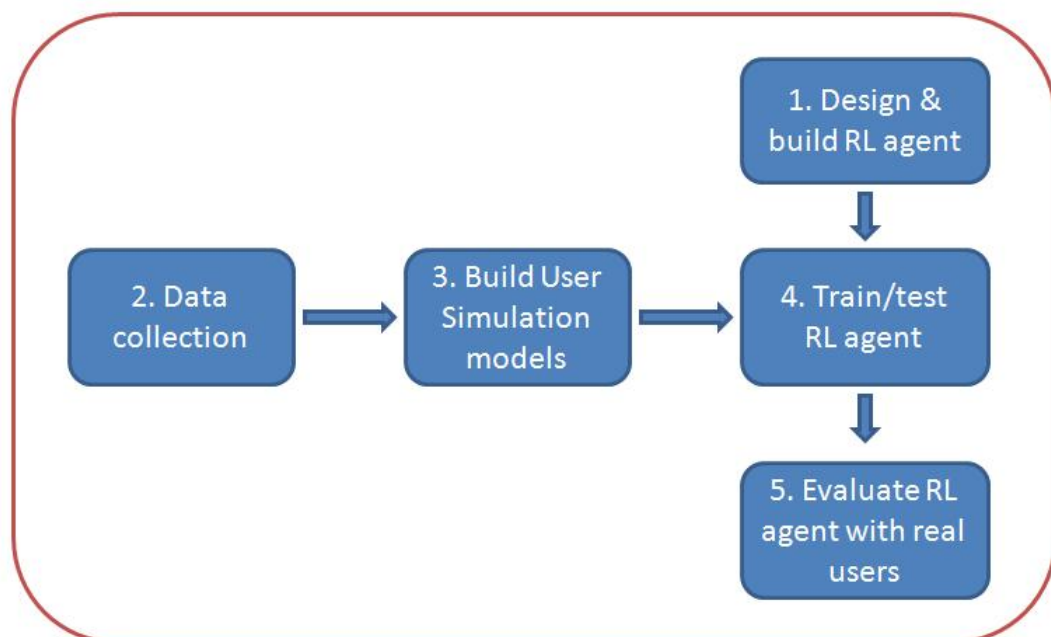 1. Design &
build RL agent
2. Data
collection
3. Build User
Simulation
models
4. Train/test
RL agent
5. Evaluate RL
agent with real
users